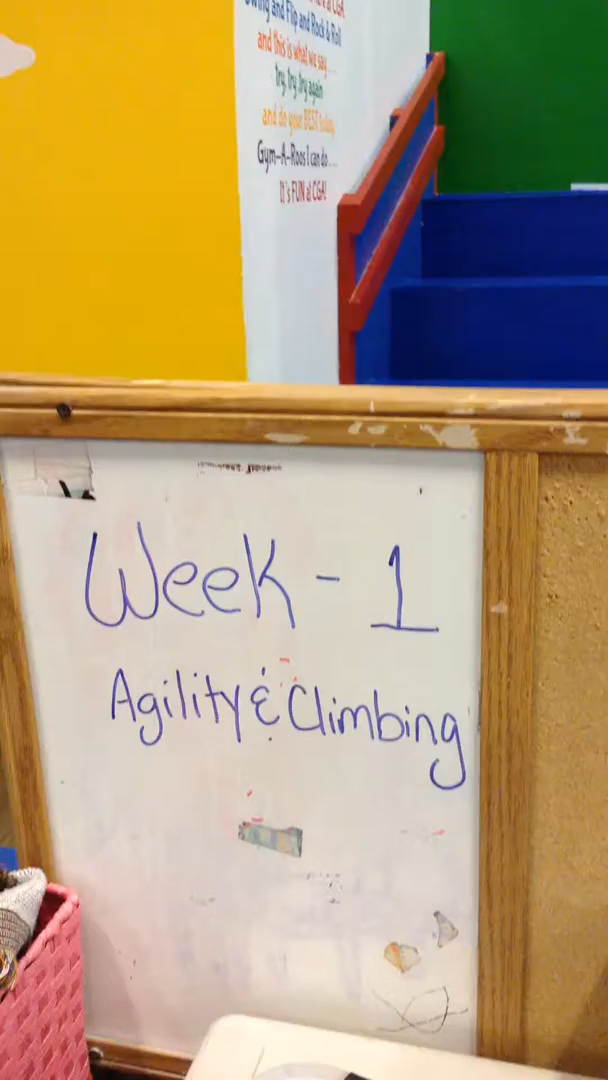 Swing and Flip and Rock & Roll
and this is what we say....
try, try, try again
and do your BEST today
Gym-A-Roos I can do....
It's FUN at CGA!
Week - 1
Agility & Climbing